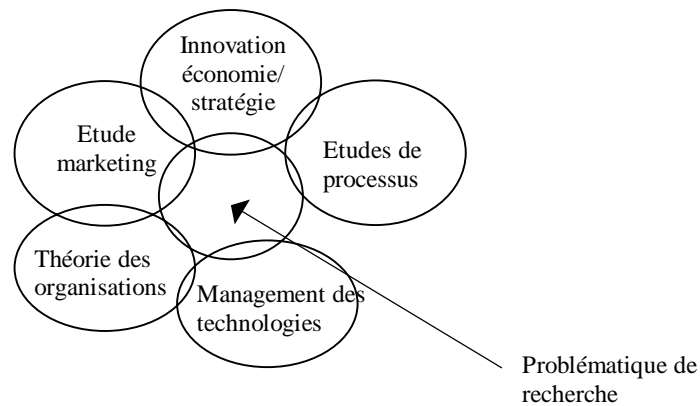 Innovation
économie/
stratégie
Etude
marketing
Etudes de
processus
Théorie des
organisations
Management des
technologies
Problématique de
recherche